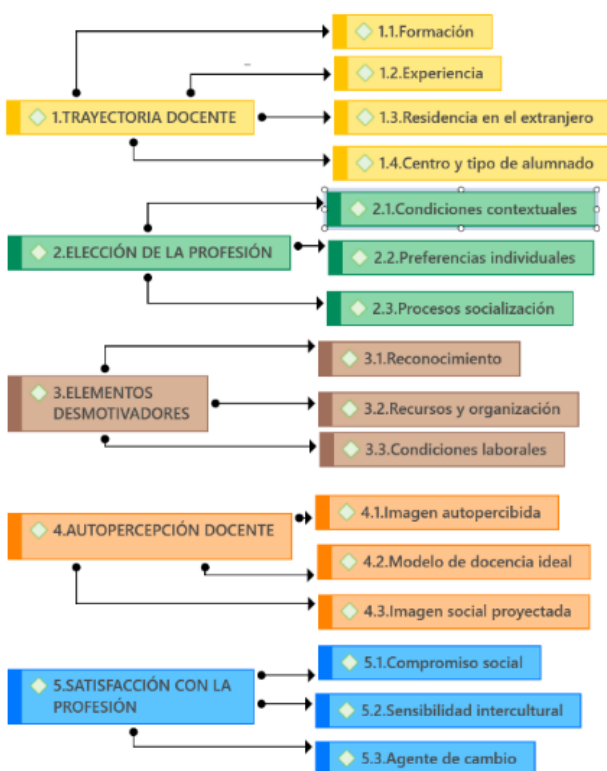 1.1.Formación
1.2.Experiencia
1.TRAYECTORIA DOCENTE
1.3.Residencia en el extranjero
1.4.Centro y tipo de alumnado
2.1.Condiciones contextuales
2.ELECCIÓN DE LA PROFESIÓN
2.2.Preferencias individuales
2.3.Procesos socialización
3.1.Reconocimiento
3.ELEMENTOS
DESMOTIVADORES
3.2.Recursos y organización
3.3.Condiciones laborales
4.1.Imagen autopercibida
4.AUTOPERCEPCIÓN DOCENTE
4.2.Modelo de docencia ideal
4.3.Imagen social proyectada
5.1.Compromiso social
5.SATISFACCIÓN CON LA
PROFESIÓN
5.2.Sensibilidad intercultural
5.3.Agente de cambio